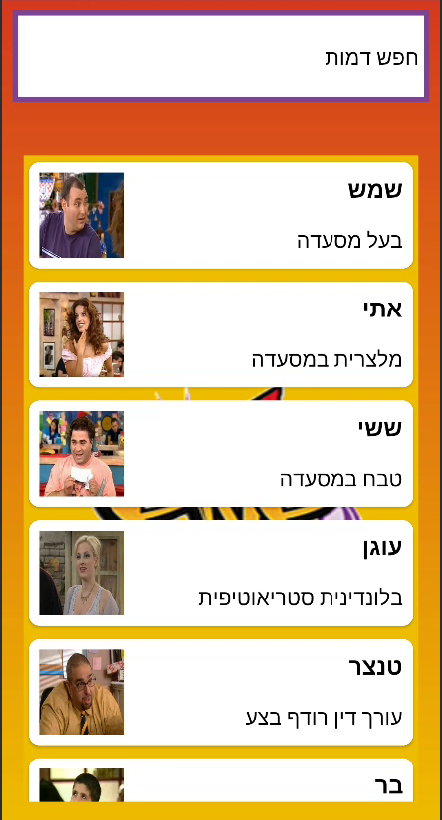 חפש דמות
שמש
בעל מסעדה
אתי
מלצרית במסעדה
ששי
טבח במסעדה
עוגן
בלונדינית סטריאוטיפית
טנצר
עורך דין רודף בצע
בר